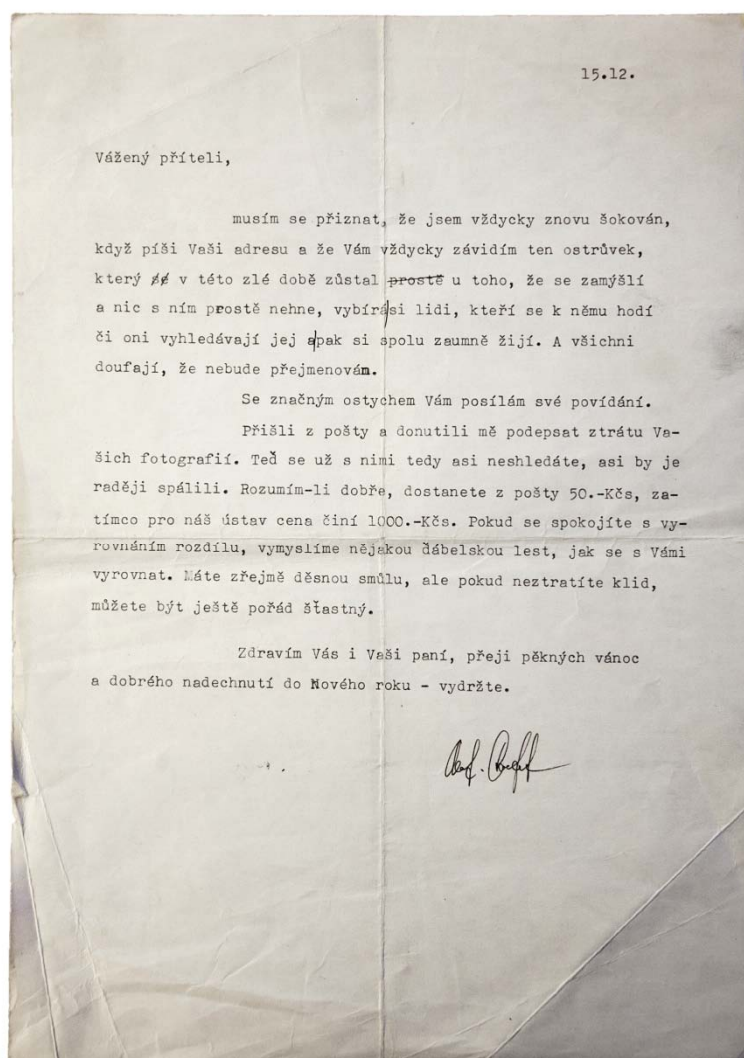 15.12.
Vážený příteli,
musím se přiznat, že jsem vždycky znovu šokován,
když píši Vaši adresu a že Vám vždycky závidím ten ostrůvek,
který v této zlé době zůstal prostě u toho, že se zamýšlí
a nic s ním prostě nehne, vybírá si lidi, kteří se k němu hodí
či oni vyhledávají jej a pak si spolu zaumně žijí. A všichni
doufají, že nebude přejmenován.
Se značným ostychem Vám posílám své povídání.
Přišli z pošty a donutili mě podepsat ztrátu Va-
šich fotografií. Teď se už s nimi tedy asi neshledáte, asi by je
raději spálili. Rozumím-li dobře, dostanete z pošty 50.-Kčs, za-
tímco pro náš ústav cena činí 1000.-Kčs. Pokud se spokojíte s vy-
rovnáním rozdílu, vymyslíme nějakou ďábelskou lest, jak se s Vámi
vyrovnat. Máte zřejmě děsnou smůlu, ale pokud neztratíte klid,
můžete být ještě pořád šťastný.
Zdravím Vás i Vaši paní, přeji pěkných vánoc
a dobrého nadechnutí do Nového roku - vydržte.